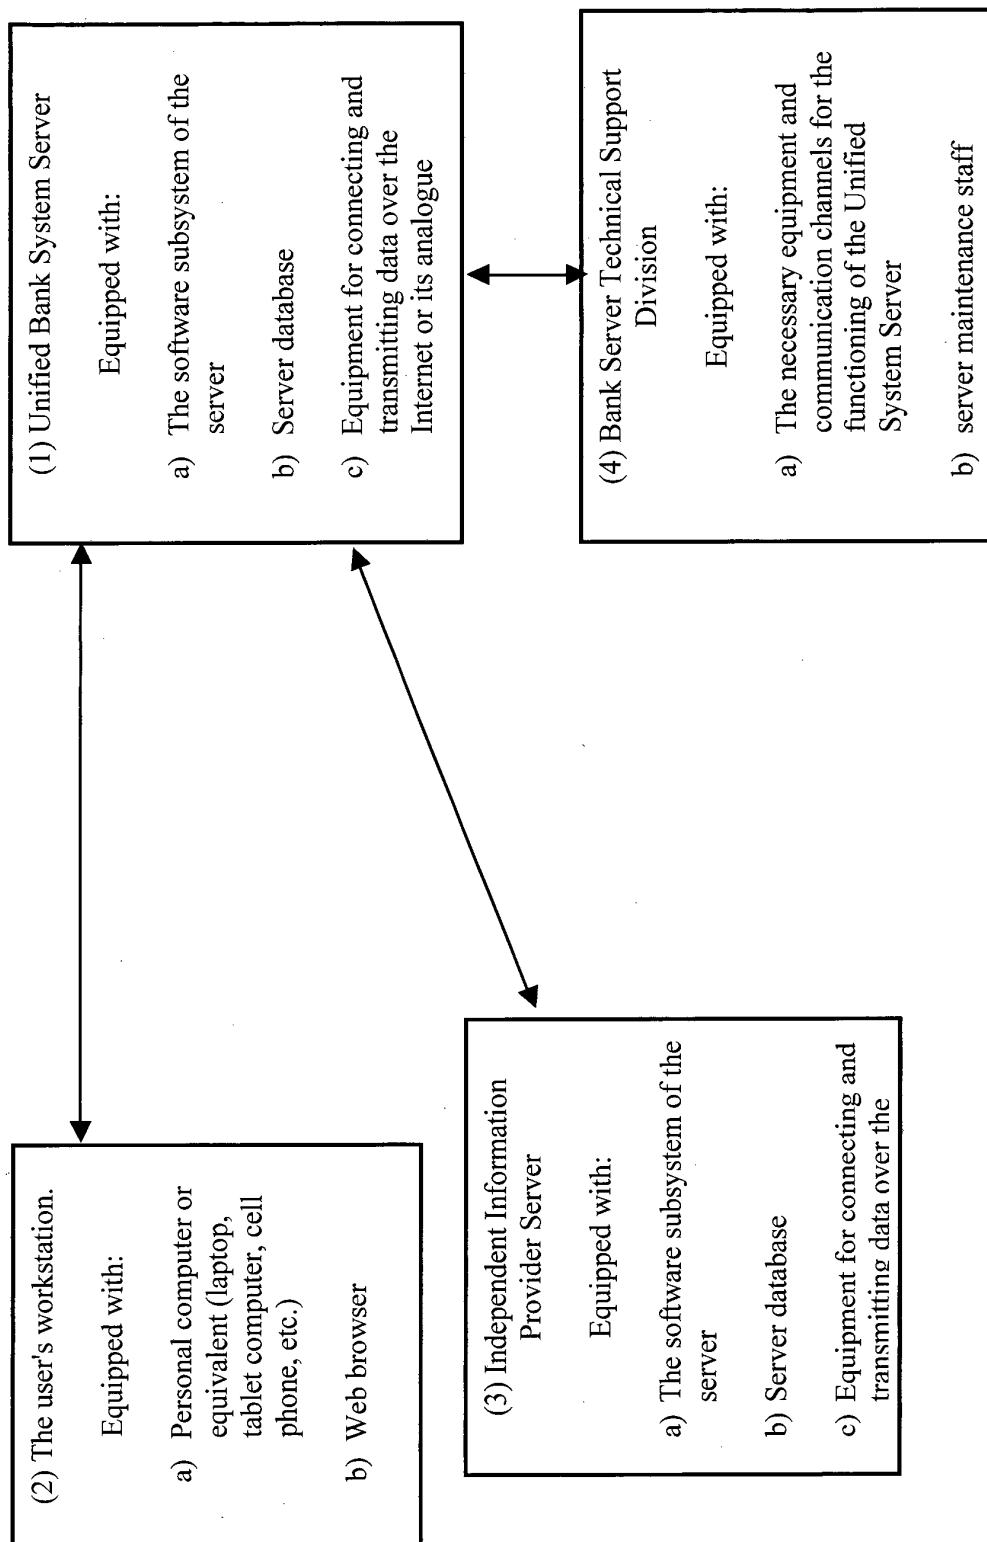 (1) Unified Bank System Server
Equipped with:
a) The software subsystem of the
server
b) Server database
c) Equipment for connecting and
transmitting data over the
Internet or its analogue
(2) The user's workstation.
Equipped with:
a) Personal computer or
equivalent (laptop,
tablet computer, cell
phone, etc.)
b) Web browser
(3) Independent Information
Provider Server
Equipped with:
a) The software subsystem of the
server
b) Server database
c) Equipment for connecting and
transmitting data over the
(4) Bank Server Technical Support
Division
Equipped with:
a) The necessary equipment and
communication channels for the
functioning of the Unified
System Server
b) server maintenance staff